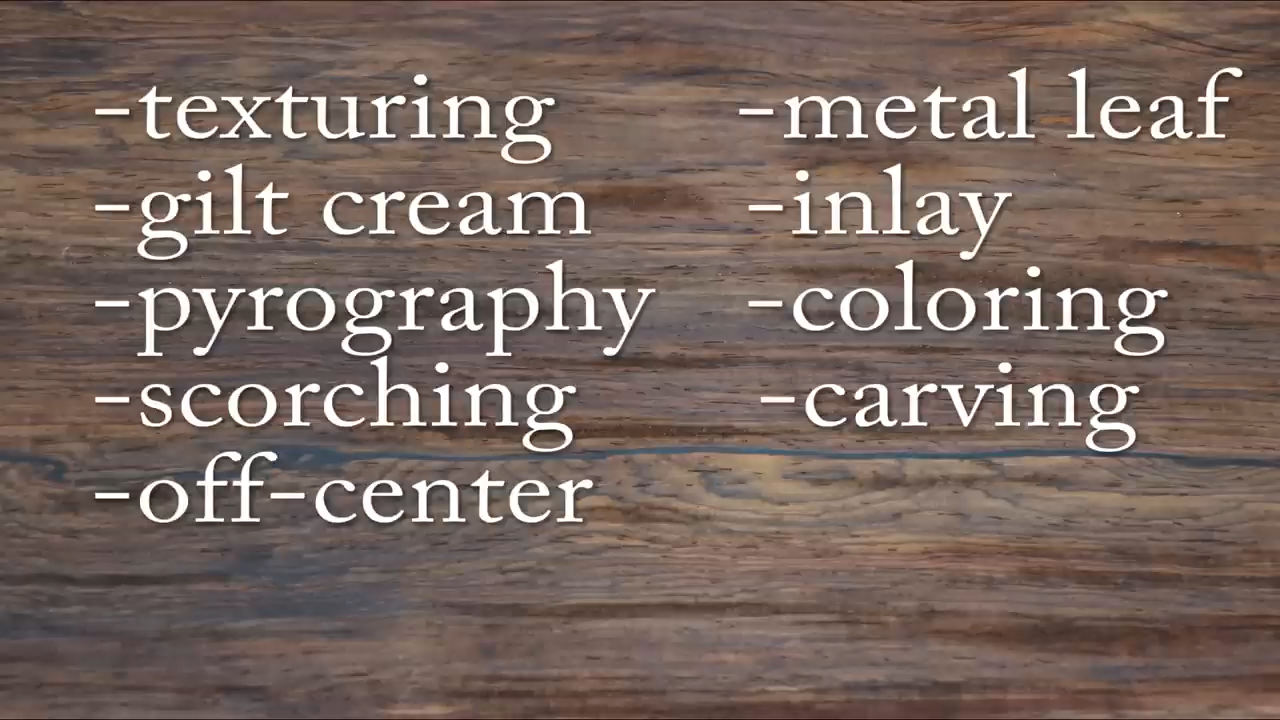 -texturing
-gilt cream
-pyrography
-scorching
-off-center
-metal leaf
-inlay
-coloring
-carving